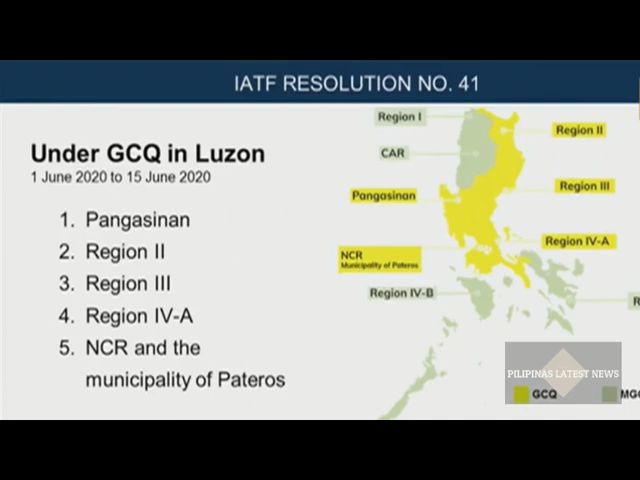 IATF RESOLUTION NO. 41
Under GCQ in Luzon
1 June 2020 to 15 June 2020
1. Pangasinan
2. Region II
3. Region III
4. Region IV-A
5. NCR and the
municipality of Pateros
Region I
Region II
CAR
Region III
Pangasinan
Region IV-A
NCR
Municipality of Pateros
Region IV-B
R
PILIPINAS LATEST NEWS
GCQ
MGC